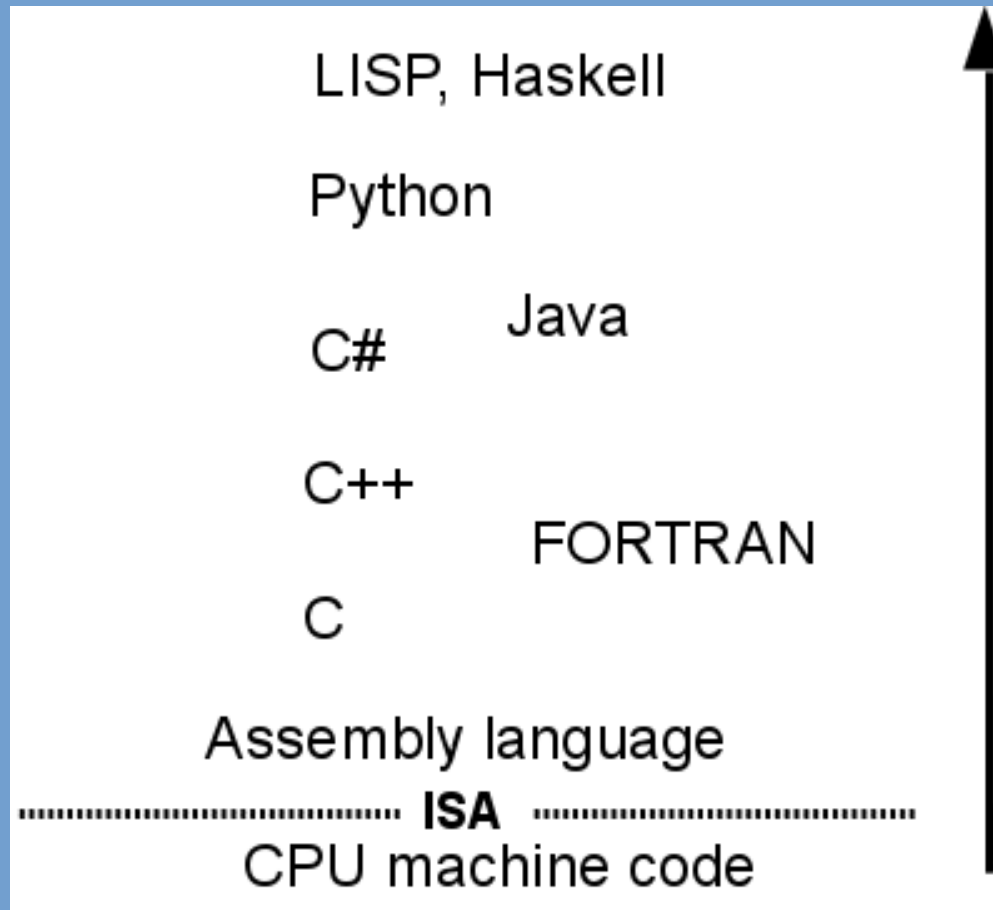 LISP, Haskell
Python
Java
C#
C++
FORTRAN
C
Assembly language
ISA
CPU machine code